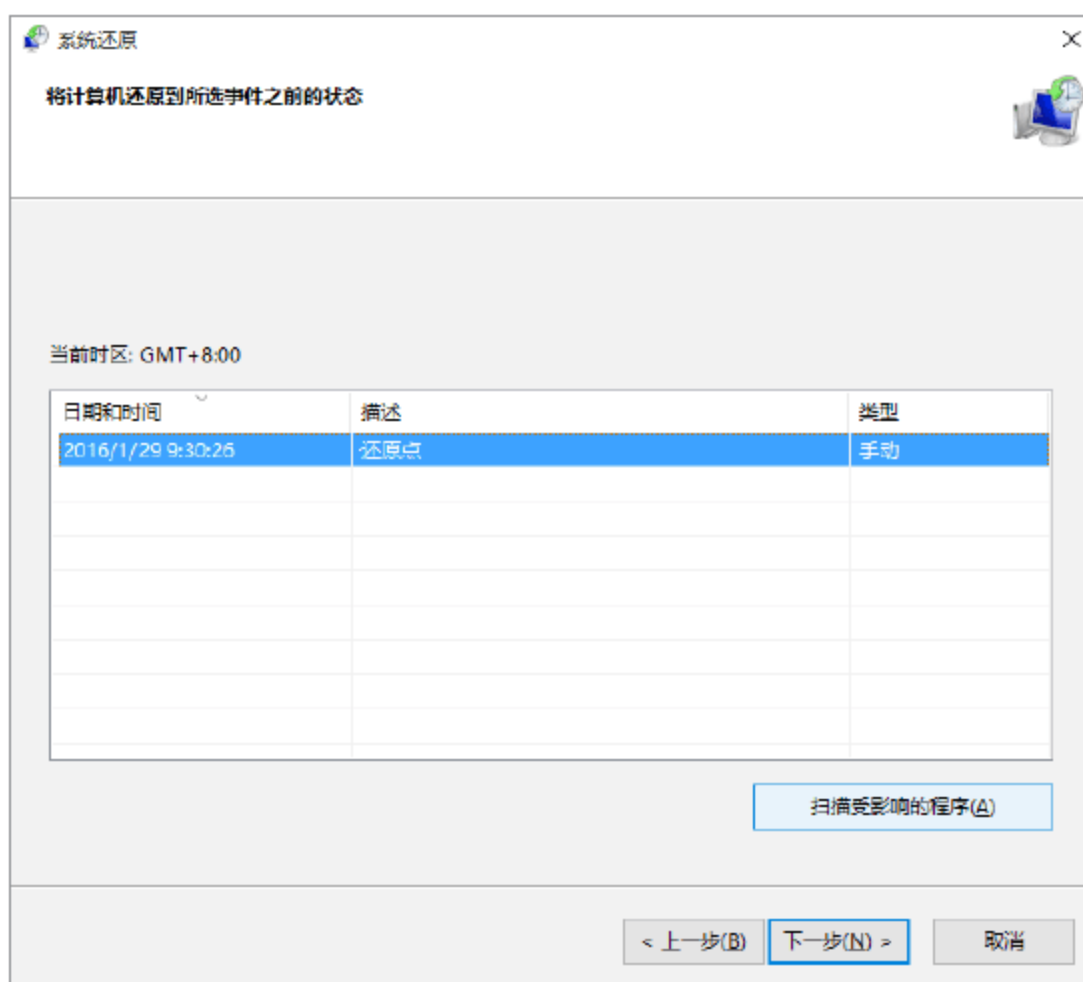 系统还原
将计算机还原到所选事件之前的状态
当前时区: GMT+8:00
日期和时间 描述 类型
2016/1/29 9:30:26 还原点 手动
扫描受影响的程序(A)
< 上一步(B) 下一步(N) > 取消